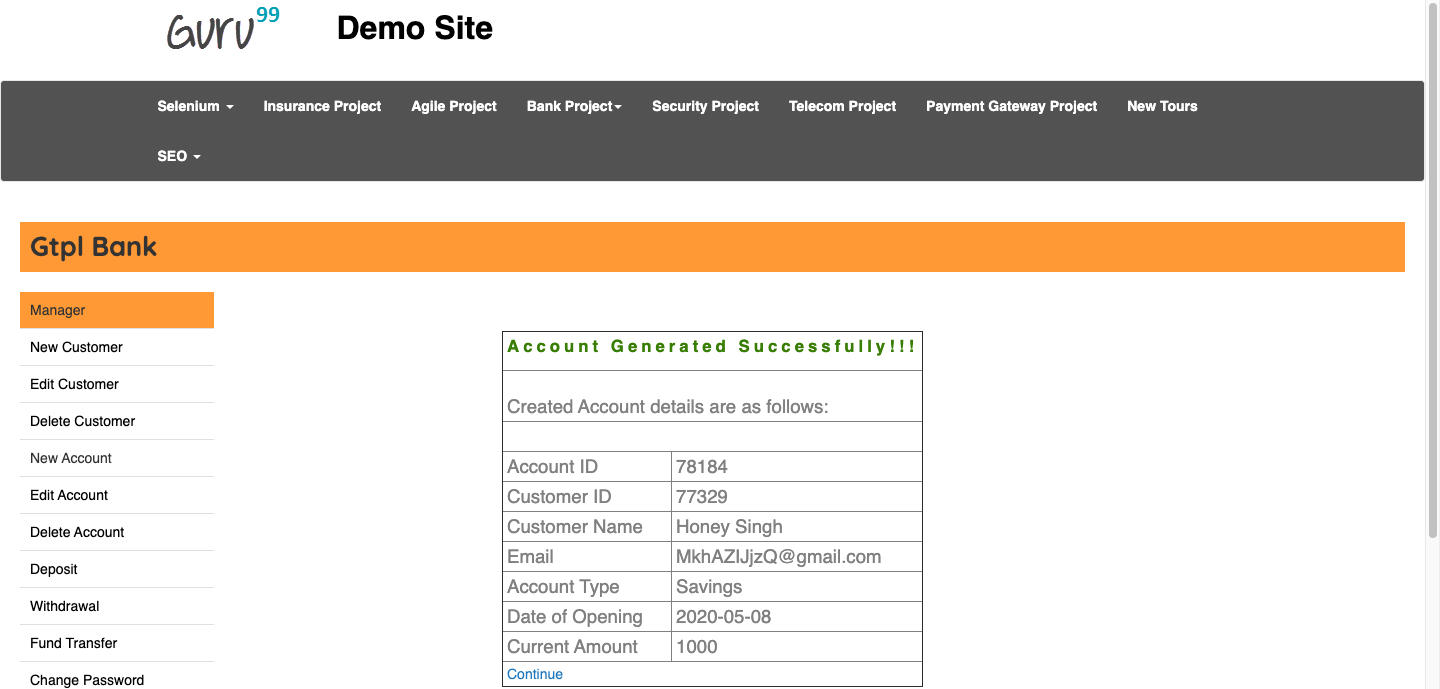 Guru99
Demo Site
Selenium
Insurance Project
Agile Project
Bank Project
Security Project
Telecom Project
Payment Gateway Project
New Tours
SEO
Gtpl Bank
Manager
New Customer
Edit Customer
Delete Customer
New Account
Edit Account
Delete Account
Deposit
Withdrawal
Fund Transfer
Change Password
Account Generated Successfully!!!
Created Account details are as follows:
Account ID 78184
Customer ID 77329
Customer Name Honey Singh
Email MkhAZIJjzQ@gmail.com
Account Type Savings
Date of Opening 2020-05-08
Current Amount 1000
Continue